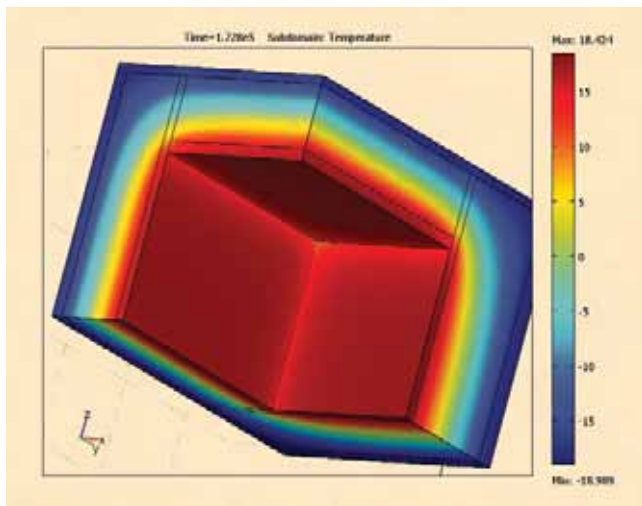 Time=1.728e5 Subdomain: Temperature
Max: 18.424
15
10
5
0
-5
-10
-15
Min: -18.989
z
x
y